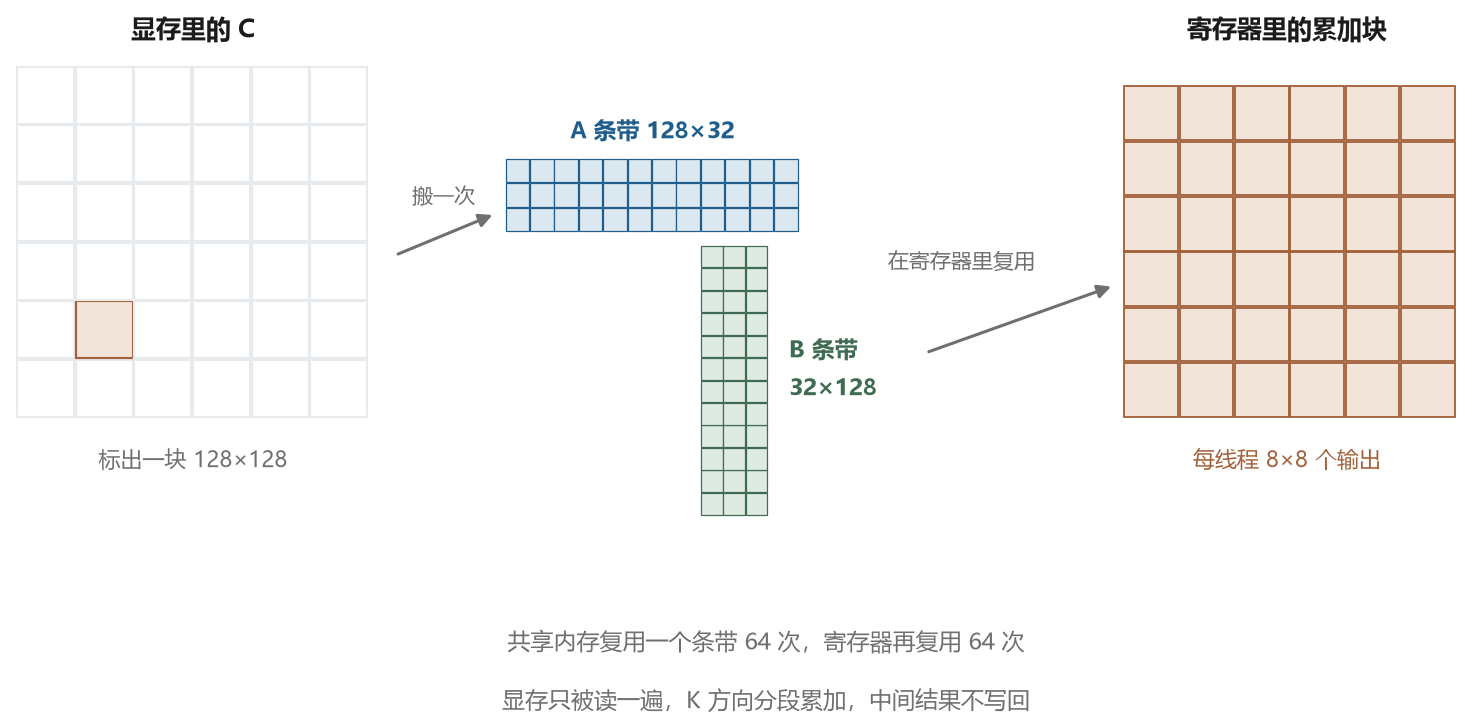 显存里的 C
寄存器里的累加块
A 条带 128×32
搬一次
在寄存器里复用
B 条带
32×128
标出一块 128×128
每线程 8×8 个输出
共享内存复用一个条带 64 次，寄存器再复用 64 次
显存只被读一遍，K 方向分段累加，中间结果不写回